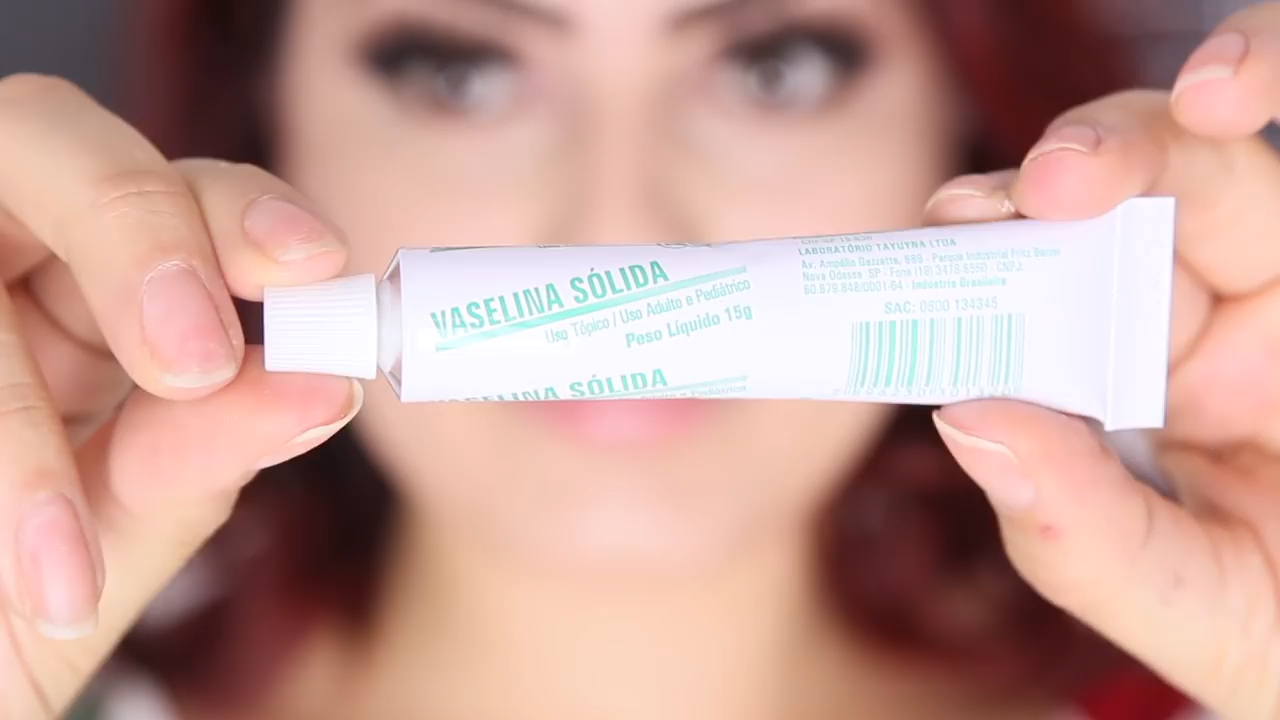 VASELINA SÓLIDA
Uso Tópico / Uso Adulto e Pediátrico
Peso Líquido 15g
VASELINA SÓLIDA
LABORATÓRIO TAYUYNA LTDA
Av. Ampélio Gazzetta, 889 - Parque Industrial Fritz
Nova Odessa SP - Fone (19) 3476-8550 - CNPJ:
60.879.848/0001-64 - Indústria Brasileira
SAC: 0800 134345